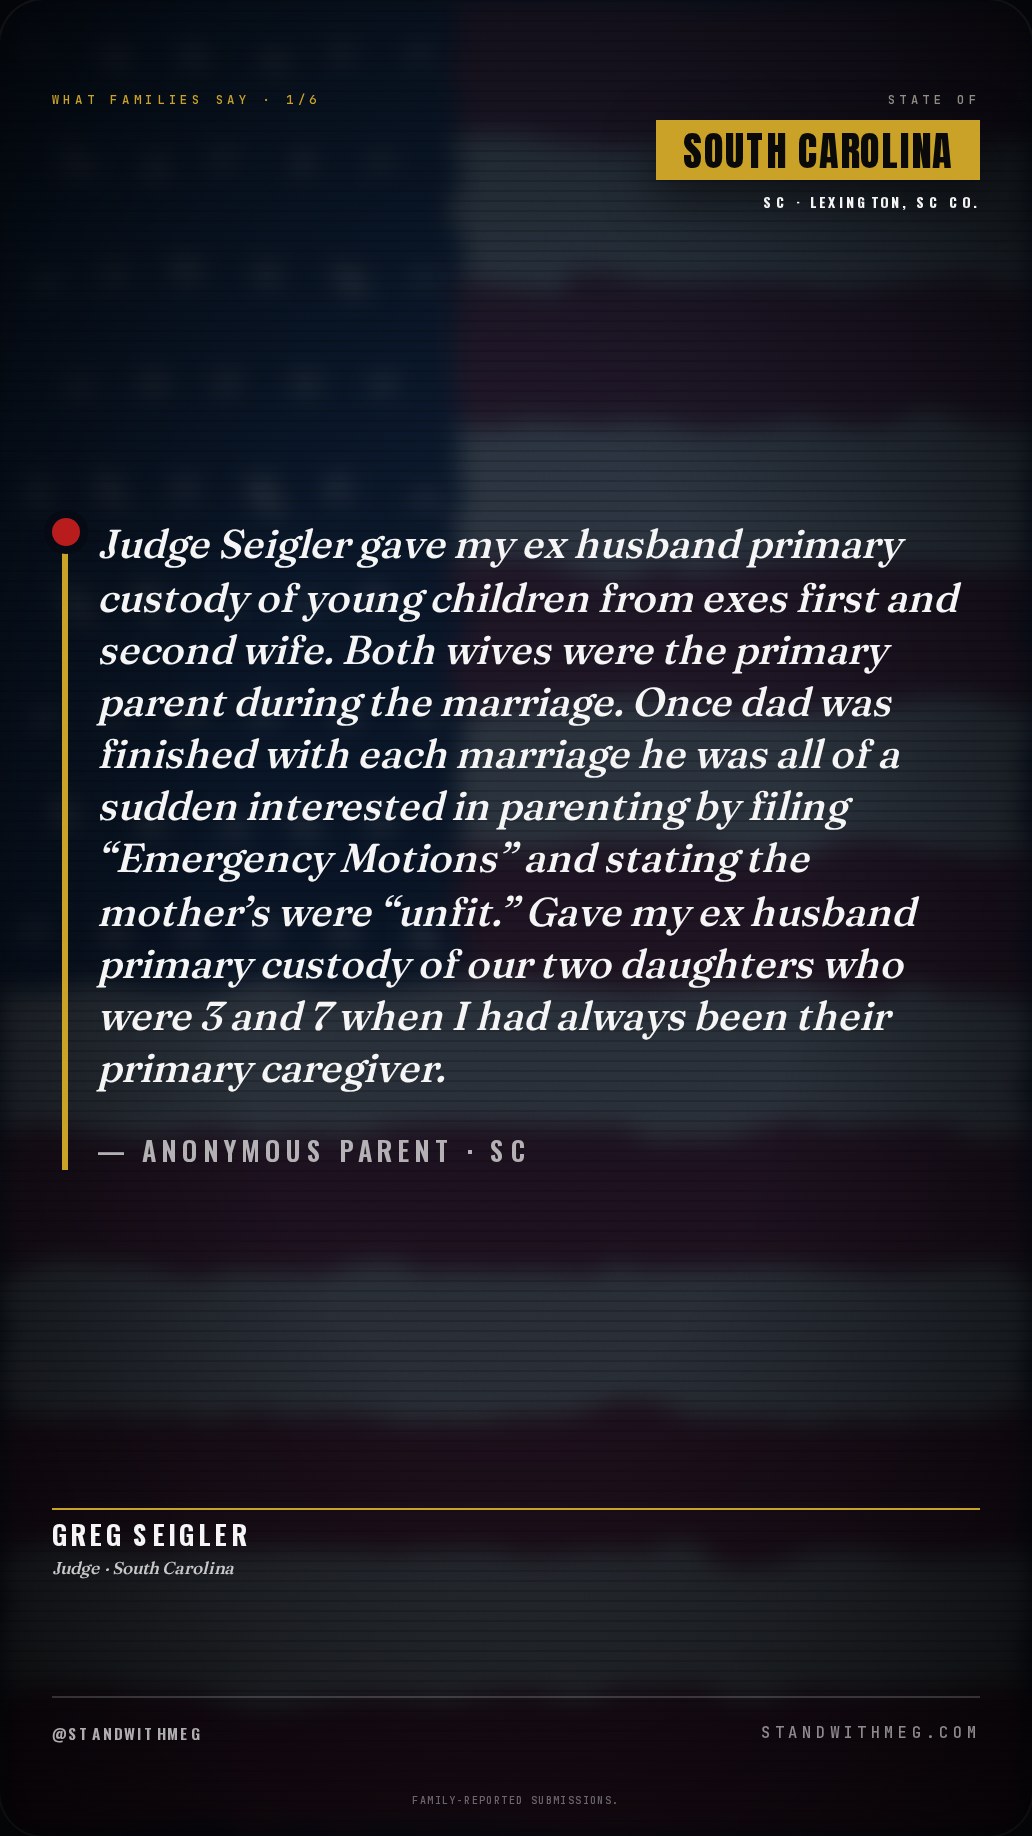 WHAT FAMILIES SAY · 1/6
STATE OF
SOUTH CAROLINA
SC · LEXINGTON, SC CO.
Judge Seigler gave my ex husband primary
custody of young children from exes first and
second wife. Both wives were the primary
parent during the marriage. Once dad was
finished with each marriage he was all of a
sudden interested in parenting by filing
“Emergency Motions” and stating the
mother’s were “unfit.” Gave my ex husband
primary custody of our two daughters who
were 3 and 7 when I had always been their
primary caregiver.
— ANONYMOUS PARENT · SC
GREG SEIGLER
Judge · South Carolina
@STANDWITHMEG
STANDWITHMEG.COM
FAMILY-REPORTED SUBMISSIONS.